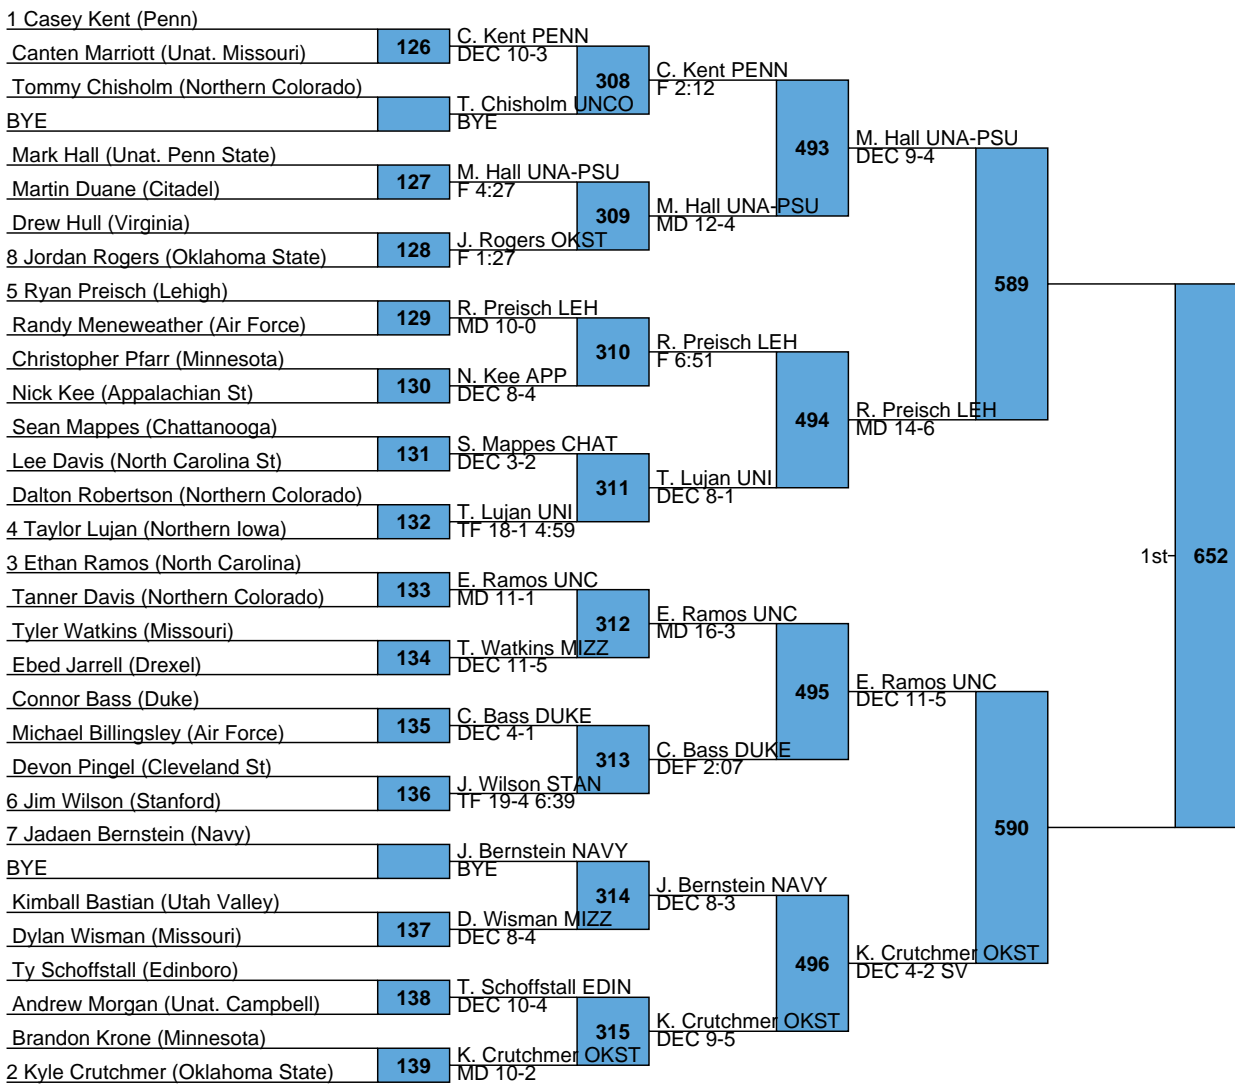 1 Casey Kent (Penn)
Canten Marriott (Unat. Missouri)
Tommy Chisholm (Northern Colorado)
BYE
Mark Hall (Unat. Penn State)
Martin Duane (Citadel)
Drew Hull (Virginia)
8 Jordan Rogers (Oklahoma State)
5 Ryan Preisch (Lehigh)
Randy Meneweather (Air Force)
Christopher Pfarr (Minnesota)
Nick Kee (Appalachian St)
Sean Mappes (Chattanooga)
Lee Davis (North Carolina St)
Dalton Robertson (Northern Colorado)
4 Taylor Lujan (Northern Iowa)
3 Ethan Ramos (North Carolina)
Tanner Davis (Northern Colorado)
Tyler Watkins (Missouri)
Ebed Jarrell (Drexel)
Connor Bass (Duke)
Michael Billingsley (Air Force)
Devon Pingel (Cleveland St)
6 Jim Wilson (Stanford)
7 Jadaen Bernstein (Navy)
BYE
Kimball Bastian (Utah Valley)
Dylan Wisman (Missouri)
Ty Schoffstall (Edinboro)
Andrew Morgan (Unat. Campbell)
Brandon Krone (Minnesota)
2 Kyle Crutchmer (Oklahoma State)
126
127
128
129
130
131
132
133
134
135
136
137
138
139
C. Kent PENN
DEC 10-3
T. Chisholm UNCO
BYE
M. Hall UNA-PSU
F 4:27
J. Rogers OKST
F 1:27
R. Preisch LEH
MD 10-0
N. Kee APP
DEC 8-4
S. Mappes CHAT
DEC 3-2
T. Lujan UNI
TF 18-1 4:59
E. Ramos UNC
MD 11-1
T. Watkins MIZZ
DEC 11-5
C. Bass DUKE
DEC 4-1
J. Wilson STAN
TF 19-4 6:39
J. Bernstein NAVY
BYE
D. Wisman MIZZ
DEC 8-4
T. Schoffstall EDIN
DEC 10-4
K. Crutchmer OKST
MD 10-2
308
309
310
311
312
313
314
315
C. Kent PENN
F 2:12
M. Hall UNA-PSU
MD 12-4
R. Preisch LEH
F 6:51
T. Lujan UNI
DEC 8-1
E. Ramos UNC
MD 16-3
C. Bass DUKE
DEF 2:07
J. Bernstein NAVY
DEC 8-3
K. Crutchmer OKST
DEC 9-5
493
494
495
496
M. Hall UNA-PSU
DEC 9-4
R. Preisch LEH
MD 14-6
E. Ramos UNC
DEC 11-5
K. Crutchmer OKST
DEC 4-2 SV
589
590
1st
652